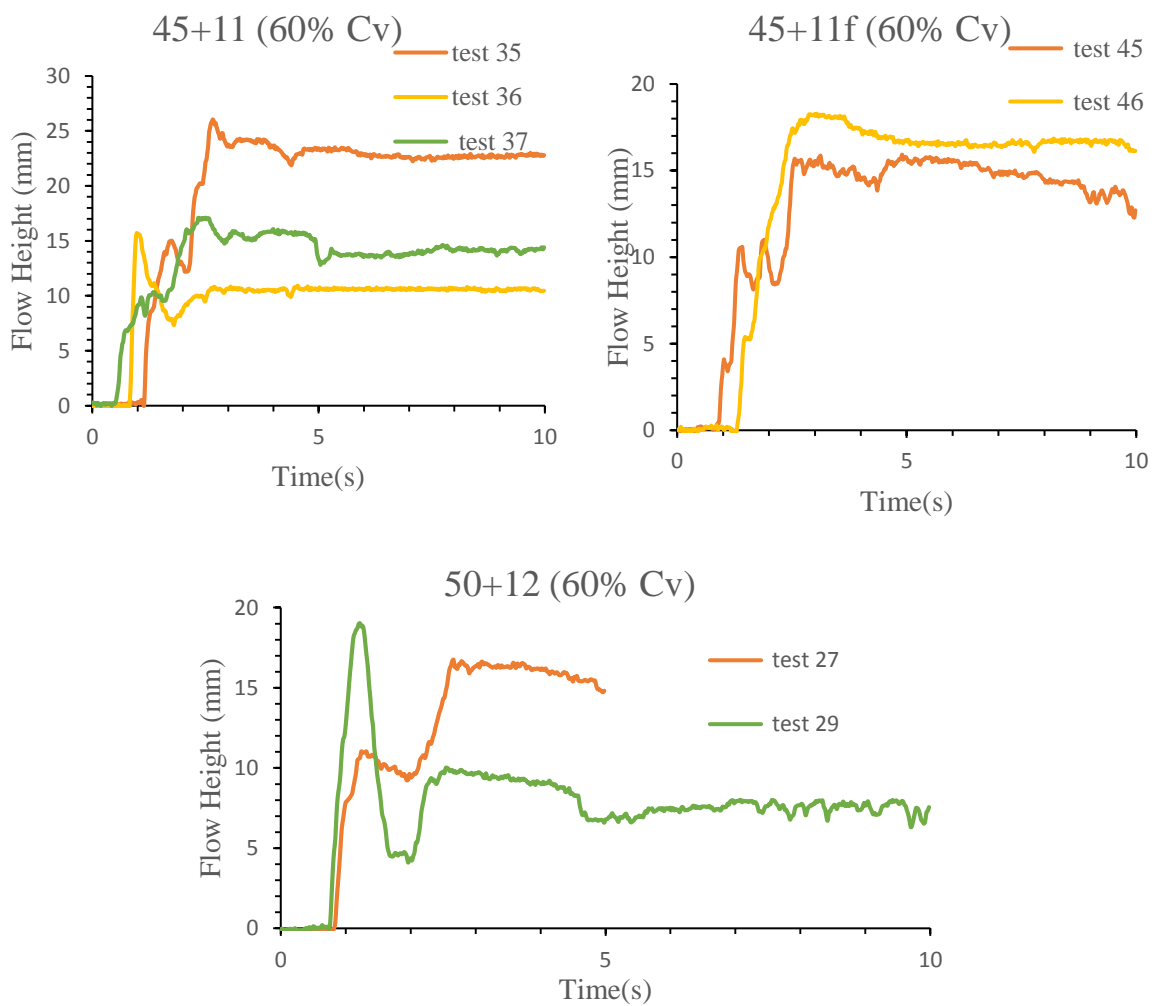 45+11 (60% Cv)
test 35
test 36
test 37
30
25
20
15
10
5
0
Flow Height (mm)
0
5
10
Time(s)
45+11f (60% Cv)
test 45
test 46
20
15
10
5
0
Flow Height (mm)
0
5
10
Time(s)
50+12 (60% Cv)
test 27
test 29
20
15
10
5
0
Flow Height (mm)
0
5
10
Time(s)